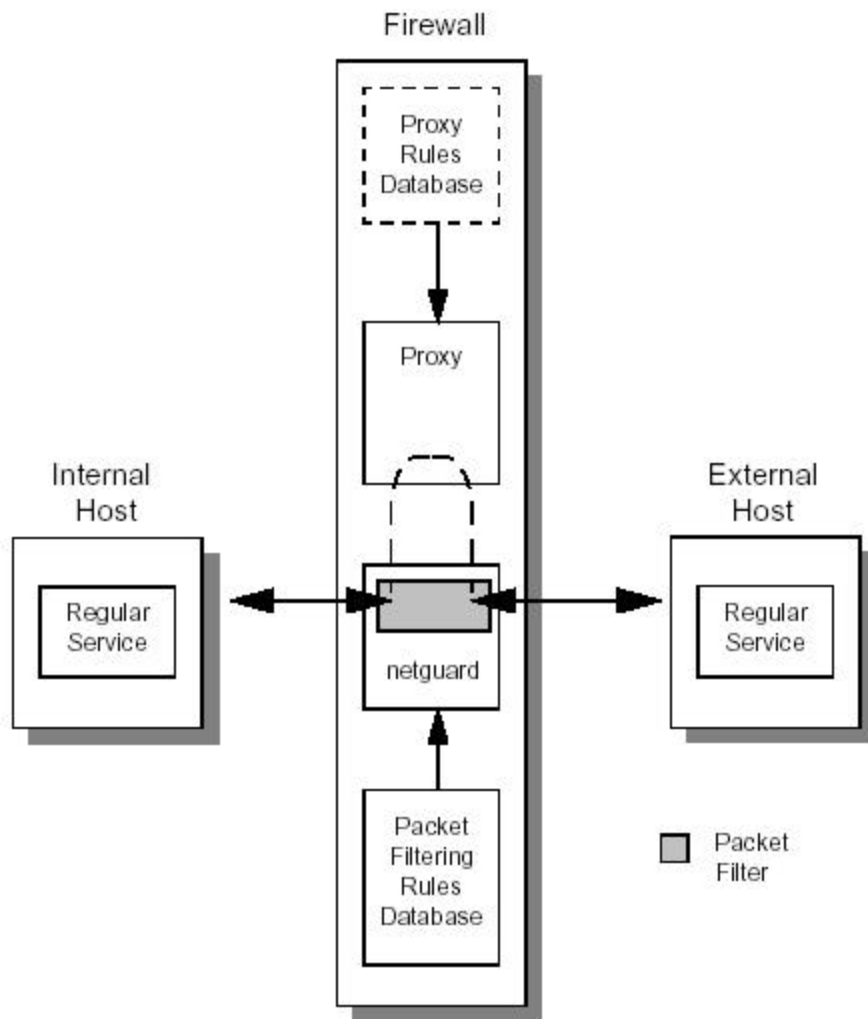 Firewall
Proxy
Rules
Database
Proxy
Internal
Host
External
Host
Regular
Service
netguard
Regular
Service
Packet
Filtering
Rules
Database
Packet
Filter